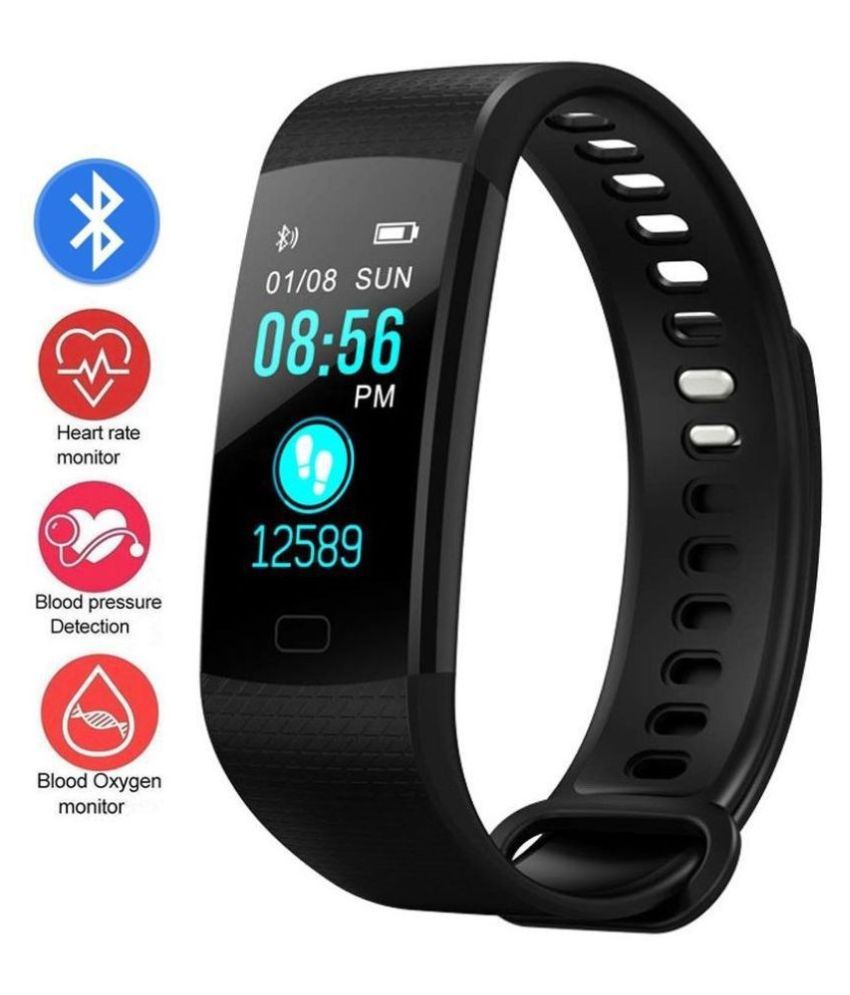 01/08 SUN
08:56
PM
12589
Heart rate
monitor
Blood pressure
Detection
Blood Oxygen
monitor